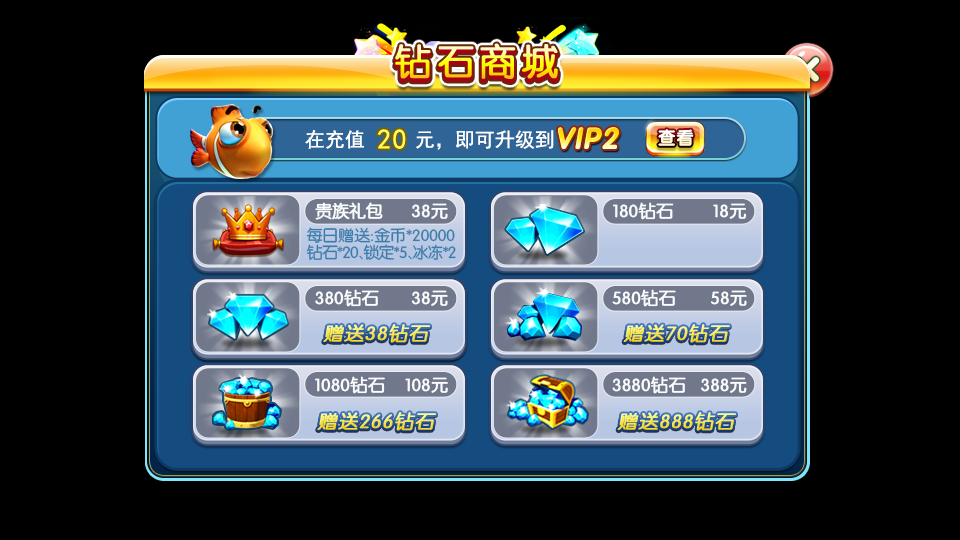 钻石商城
在充值 20 元，即可升级到VIP2 查看
贵族礼包 38元
每日赠送:金币*20000
钻石*20、锁定*5、冰冻*2
180钻石 18元
380钻石 38元
赠送38钻石
580钻石 58元
赠送70钻石
1080钻石 108元
赠送266钻石
3880钻石 388元
赠送888钻石